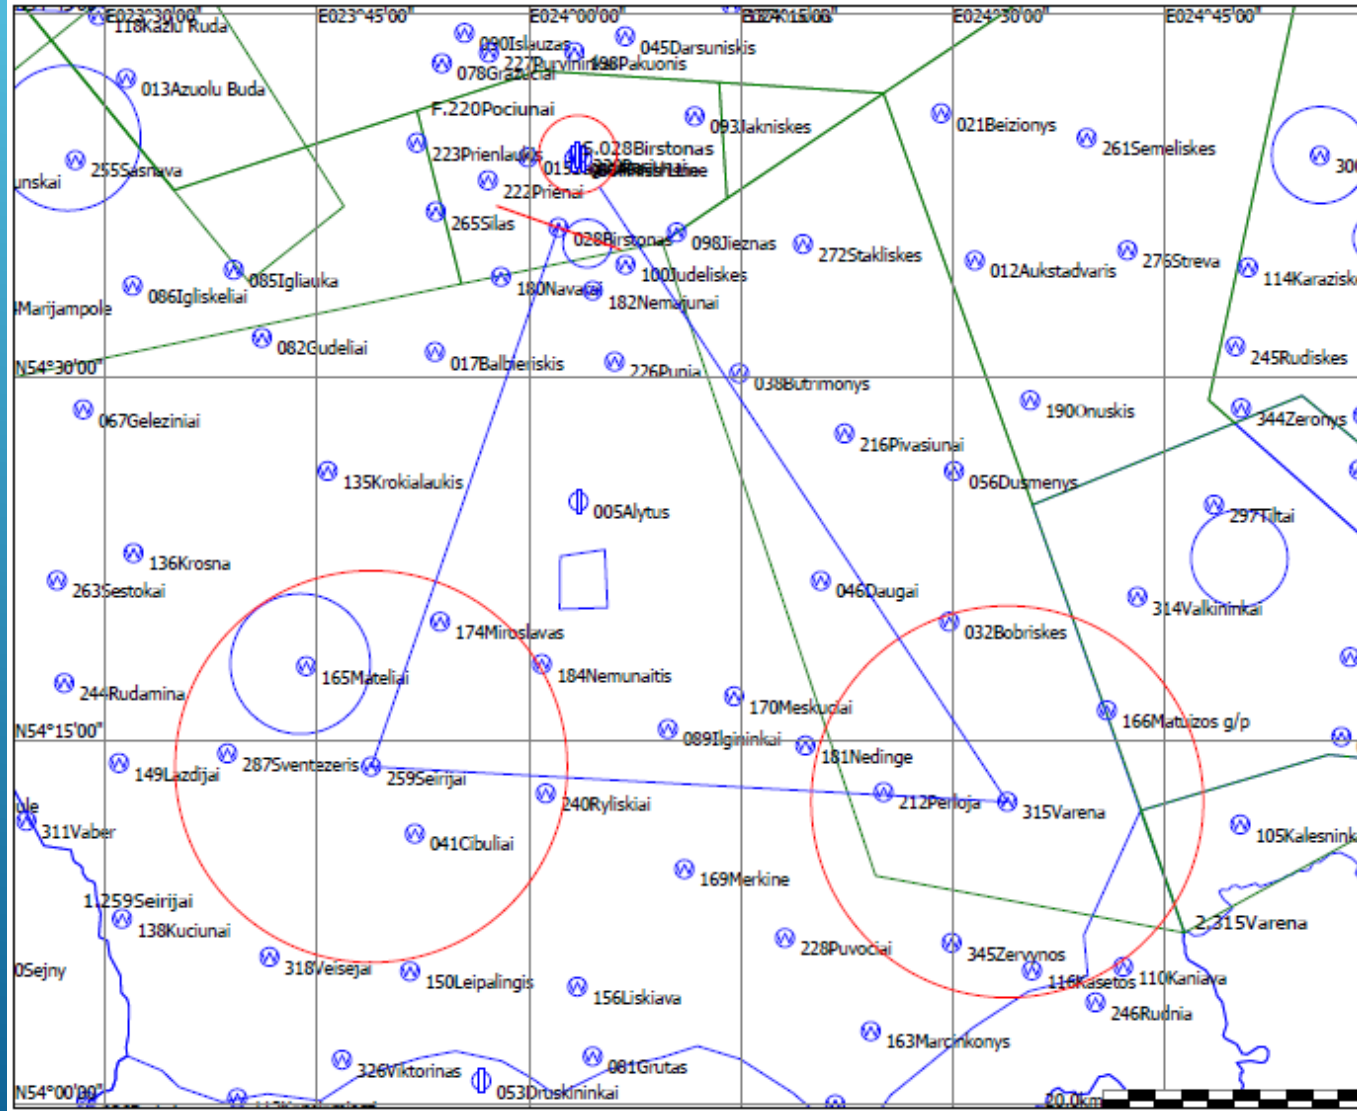 E023°30'00"
E023°45'00"
E024°00'00"
E024°30'00"
E024°45'00"
118Kazlu Ruda
090Islauzas
045Darsuniskis
198Pakuonis
078Grazuciai
013Azuolu Buda
F.220Pociunai
093Jakniskes
021Beizionys
261Semeliskes
S.028Birstonas
223Prienlaukis
255Sasnava
unskai
222Prienai
265Silas
028Birstonas
098Jieznas
272Stakliskes
275Streva
012Aukstadvaris
100Judeliskes
114Karazisk
085Igliauka
086Igliskeliai
182Nemajunai
Marijampole
082Gudeliai
017Balbieriskis
245Rudiskes
N54°30'00"
226Punia
038Butrimonys
190Onuskis
067Geleziniai
344Zeronys
216Pivasiunai
135Krokialaukis
056Dusmenys
005Alytus
297Tiltai
136Krosna
263Sestokai
046Daugai
314Valkininkai
174Miroslavas
032Bobriskes
165Mateliai
184Nemunaitis
244Rudamina
170Meskuciai
166Matuizos g/p
N54°15'00"
089Ilgininkai
181Nedinge
287Sventezeris
149Lazdijai
259Seirijai
240Ryliskiai
212Perloja
315Varena
ule
311Vaber
041Cibuliai
105Kalesnink
169Merkine
1.259Seirijai
138Kuciunai
2.315Varena
228Puvociai
345Zervynos
0Sejny
318Veisejai
150Leipalingis
116Kasetos
110Kaniava
156Liskiava
246Rudnia
163Marcinkonys
326Viktorinas
081Grutas
053Druskininkai
N54°00'00"
20.0km